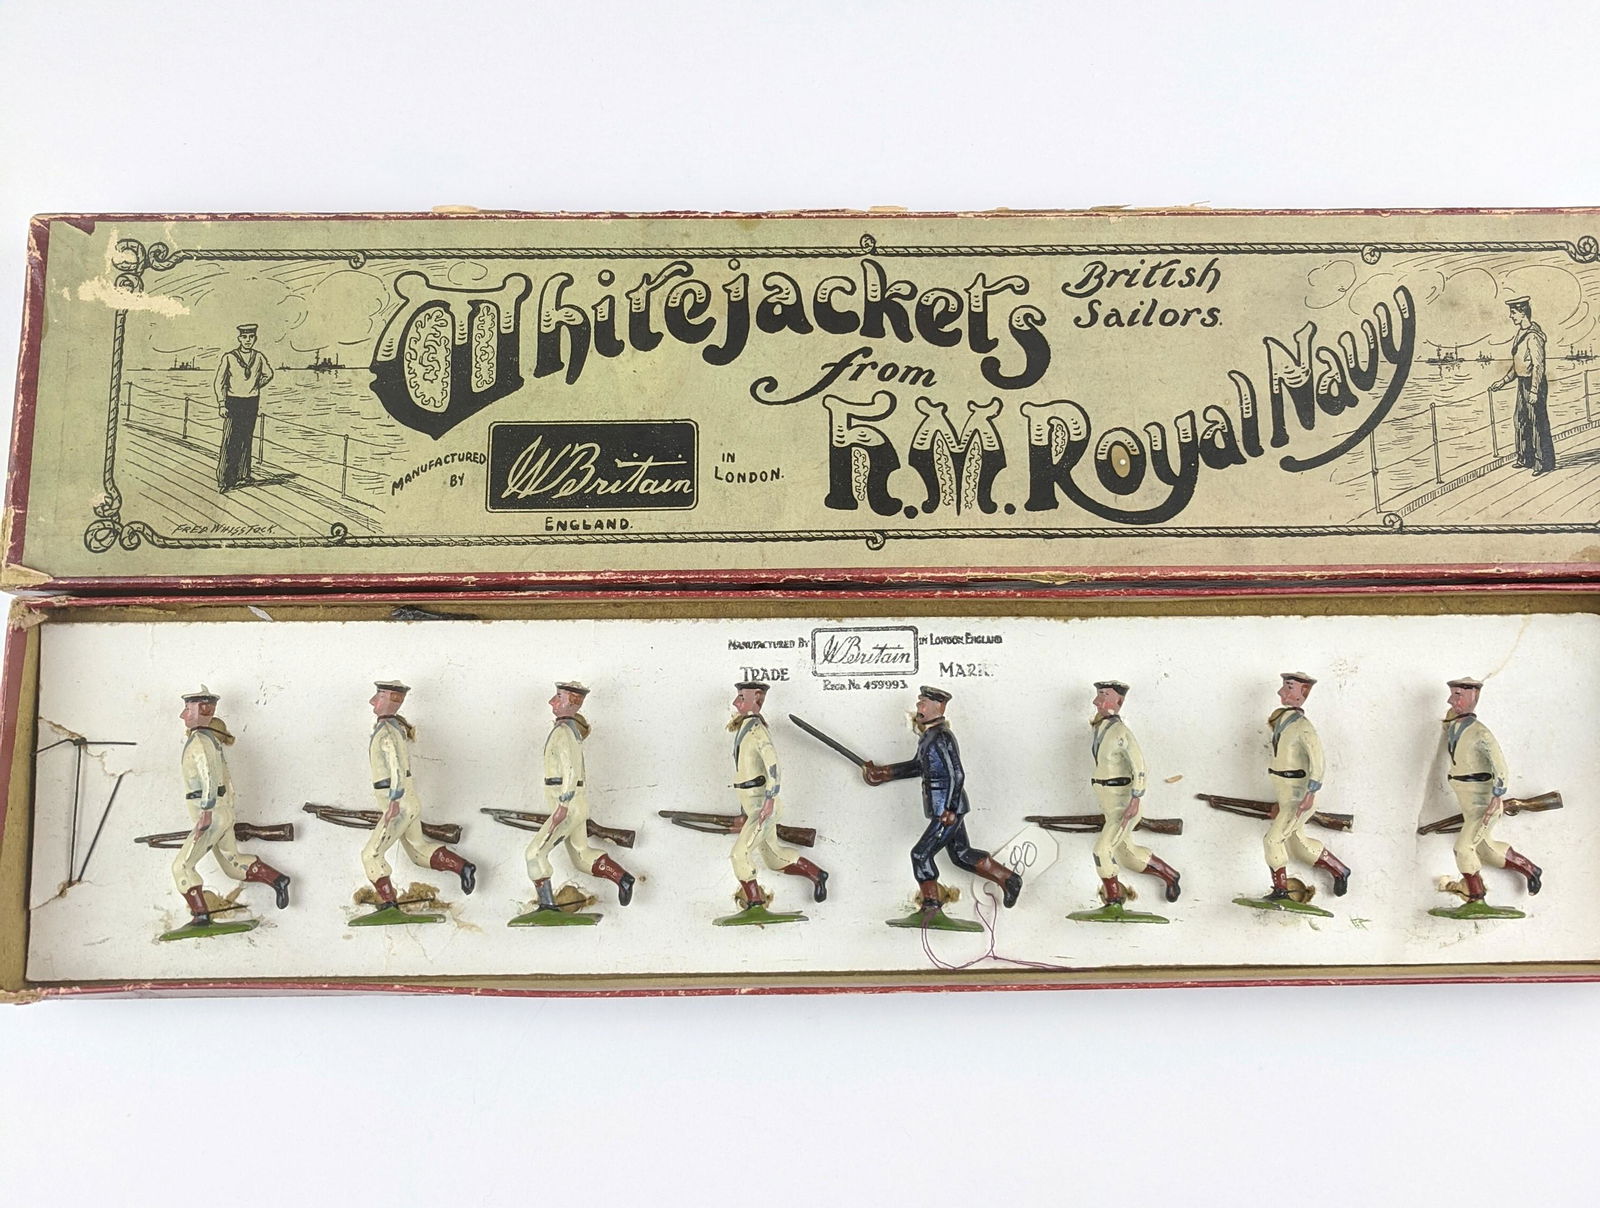 Whitejackets
British
Sailors.
from
H.M. Royal Navy
MANUFACTURED
BY
W Britain
IN
LONDON.
ENGLAND.
FRED WHISSTOCK.
MANUFACTURED BY W Britain IN LONDON ENGLAND
TRADE MARK.
REGD. No 459993.
80